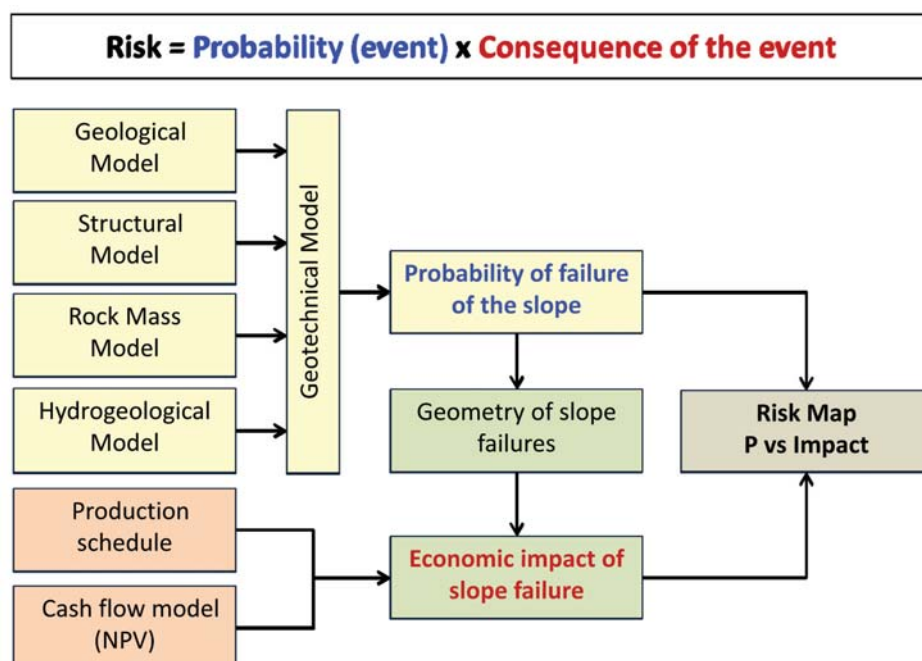 Risk = Probability (event) x Consequence of the event
Geological
Model
Structural
Model
Rock Mass
Model
Hydrogeological
Model
Geotechnical Model
Probability of failure
of the slope
Geometry of slope
failures
Risk Map
P vs Impact
Production
schedule
Cash flow model
(NPV)
Economic impact of
slope failure